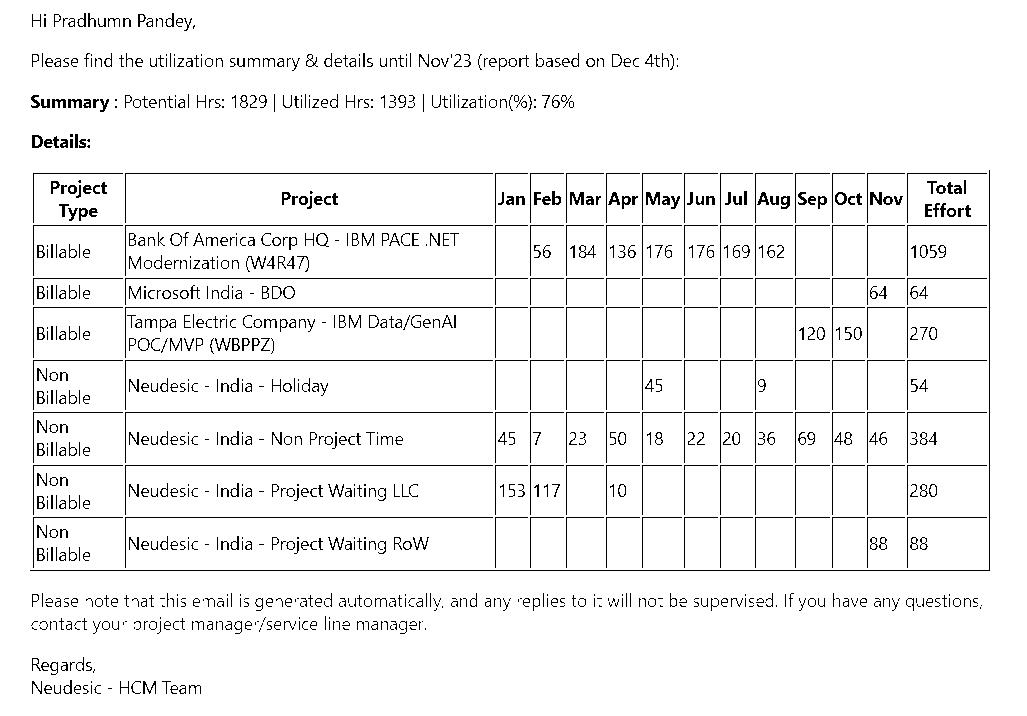 Hi Pradhumn Pandey,
Please find the utilization summary & details until Nov'23 (report based on Dec 4th):
Summary : Potential Hrs: 1829 | Utilized Hrs: 1393 | Utilization(%): 76%
Details:
Project Type Project Jan Feb Mar Apr May Jun Jul Aug Sep Oct Nov Total Effort
Billable Bank Of America Corp HQ - IBM PACE .NET Modernization (W4R47) 56 184 136 176 176 169 162 1059
Billable Microsoft India - BDO 64 64
Billable Tampa Electric Company - IBM Data/GenAI POC/MVP (WBPPZ) 120 150 270
Non Billable Neudesic - India - Holiday 45 9 54
Non Billable Neudesic - India - Non Project Time 45 7 23 50 18 22 20 36 69 48 46 384
Non Billable Neudesic - India - Project Waiting LLC 153 117 10 280
Non Billable Neudesic - India - Project Waiting RoW 88 88
Please note that this email is generated automatically, and any replies to it will not be supervised. If you have any questions,
contact your project manager/service line manager.
Regards,
Neudesic - HCM Team